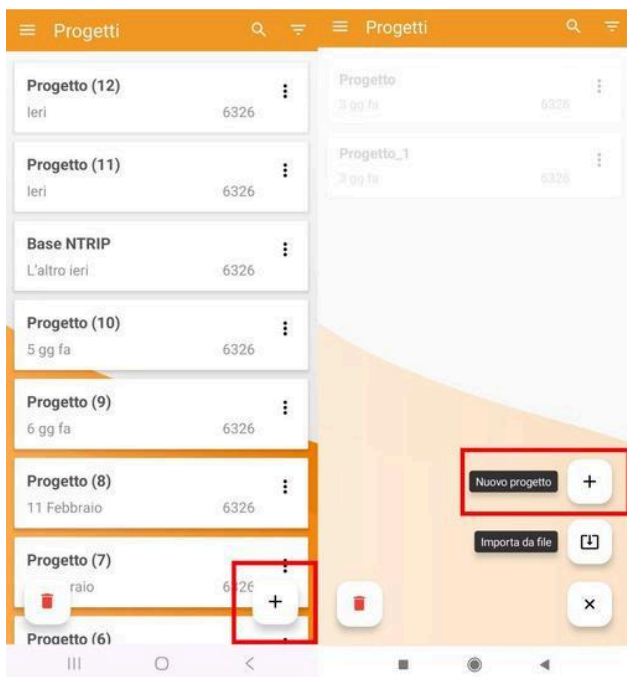 Progetti
Progetto (12)
Ieri 6326
Progetto (11)
Ieri 6326
Base NTRIP
L'altro ieri 6326
Progetto (10)
5 gg fa 6326
Progetto (9)
6 gg fa 6326
Progetto (8)
11 Febbraio 6326
Progetto (7)
raio 6326
Progetto (6)
Progetti
Progetto
3 gg fa 6326
Progetto_1
3 gg fa 6326
Nuovo progetto
Importa da file